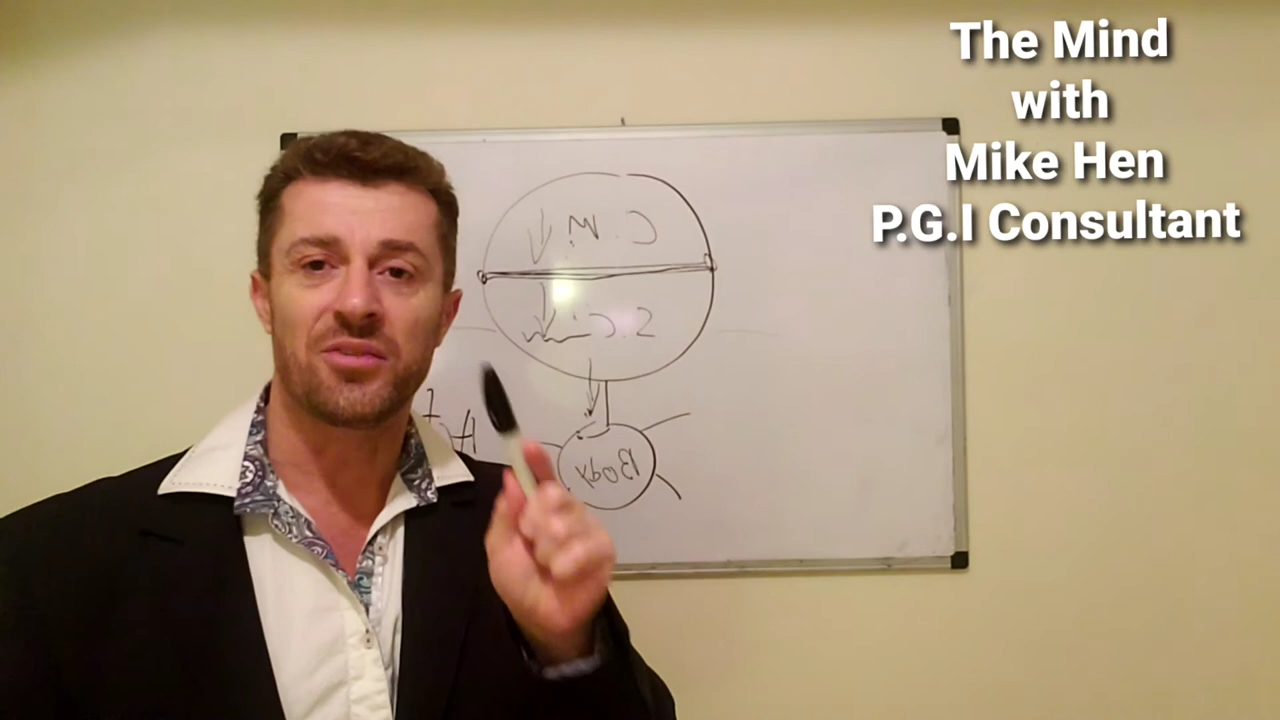 The Mind
with
Mike Hen
P.G.I Consultant
C.M.
S.C.M
Body